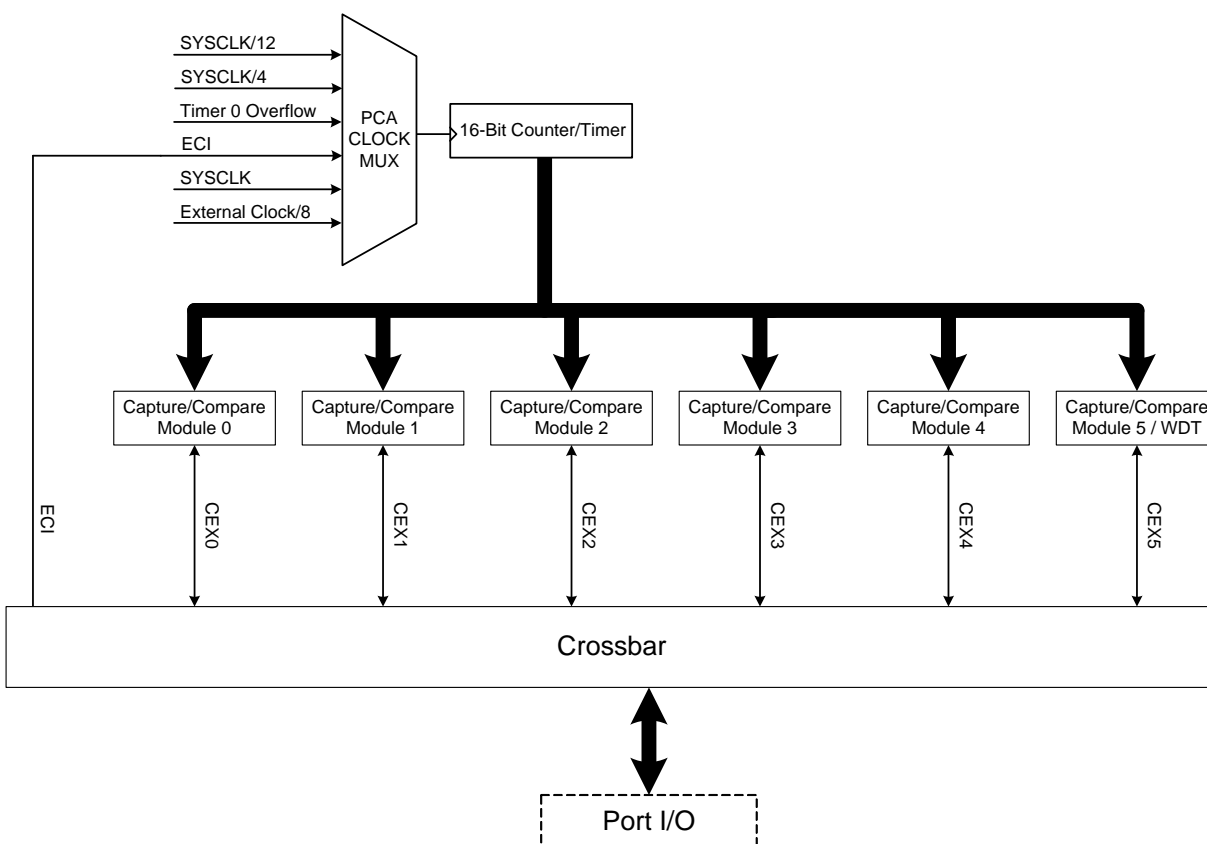 SYSCLK/12
SYSCLK/4
Timer 0 Overflow
ECI
SYSCLK
External Clock/8
PCA
CLOCK
MUX
16-Bit Counter/Timer
Capture/Compare
Module 0
Capture/Compare
Module 1
Capture/Compare
Module 2
Capture/Compare
Module 3
Capture/Compare
Module 4
Capture/Compare
Module 5 / WDT
ECI
CEX0
CEX1
CEX2
CEX3
CEX4
CEX5
Crossbar
Port I/O